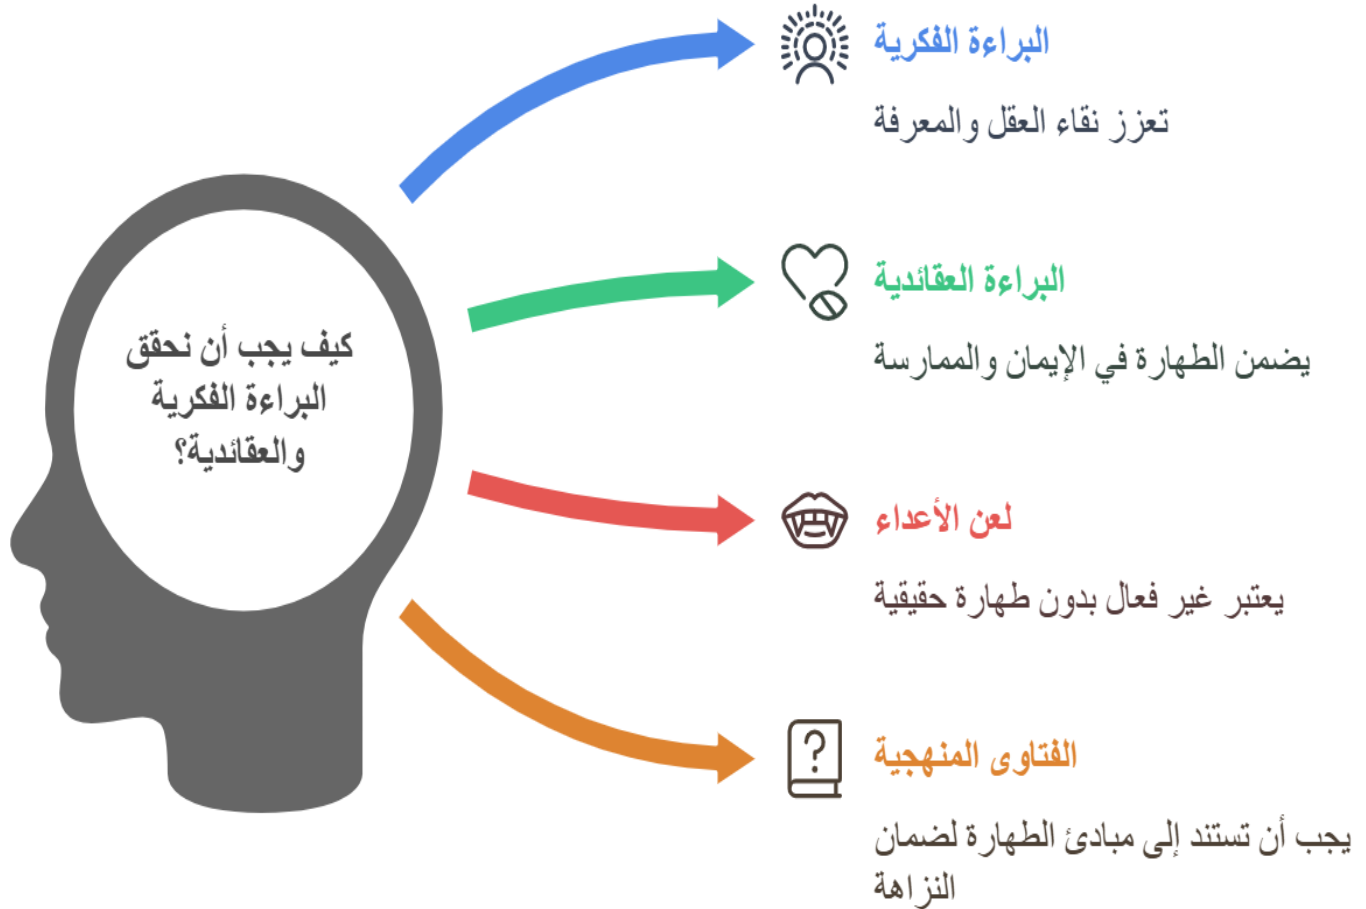 كيف يجب أن نحقق
البراءة الفكرية
والعقائدية؟
البراءة الفكرية
تعزز نقاء العقل والمعرفة
البراءة العقائدية
يضمن الطهارة في الإيمان والممارسة
لعن الأعداء
يعتبر غير فعال بدون طهارة حقيقية
الفتاوى المنهجية
يجب أن تستند إلى مبادئ الطهارة لضمان
النزاهة